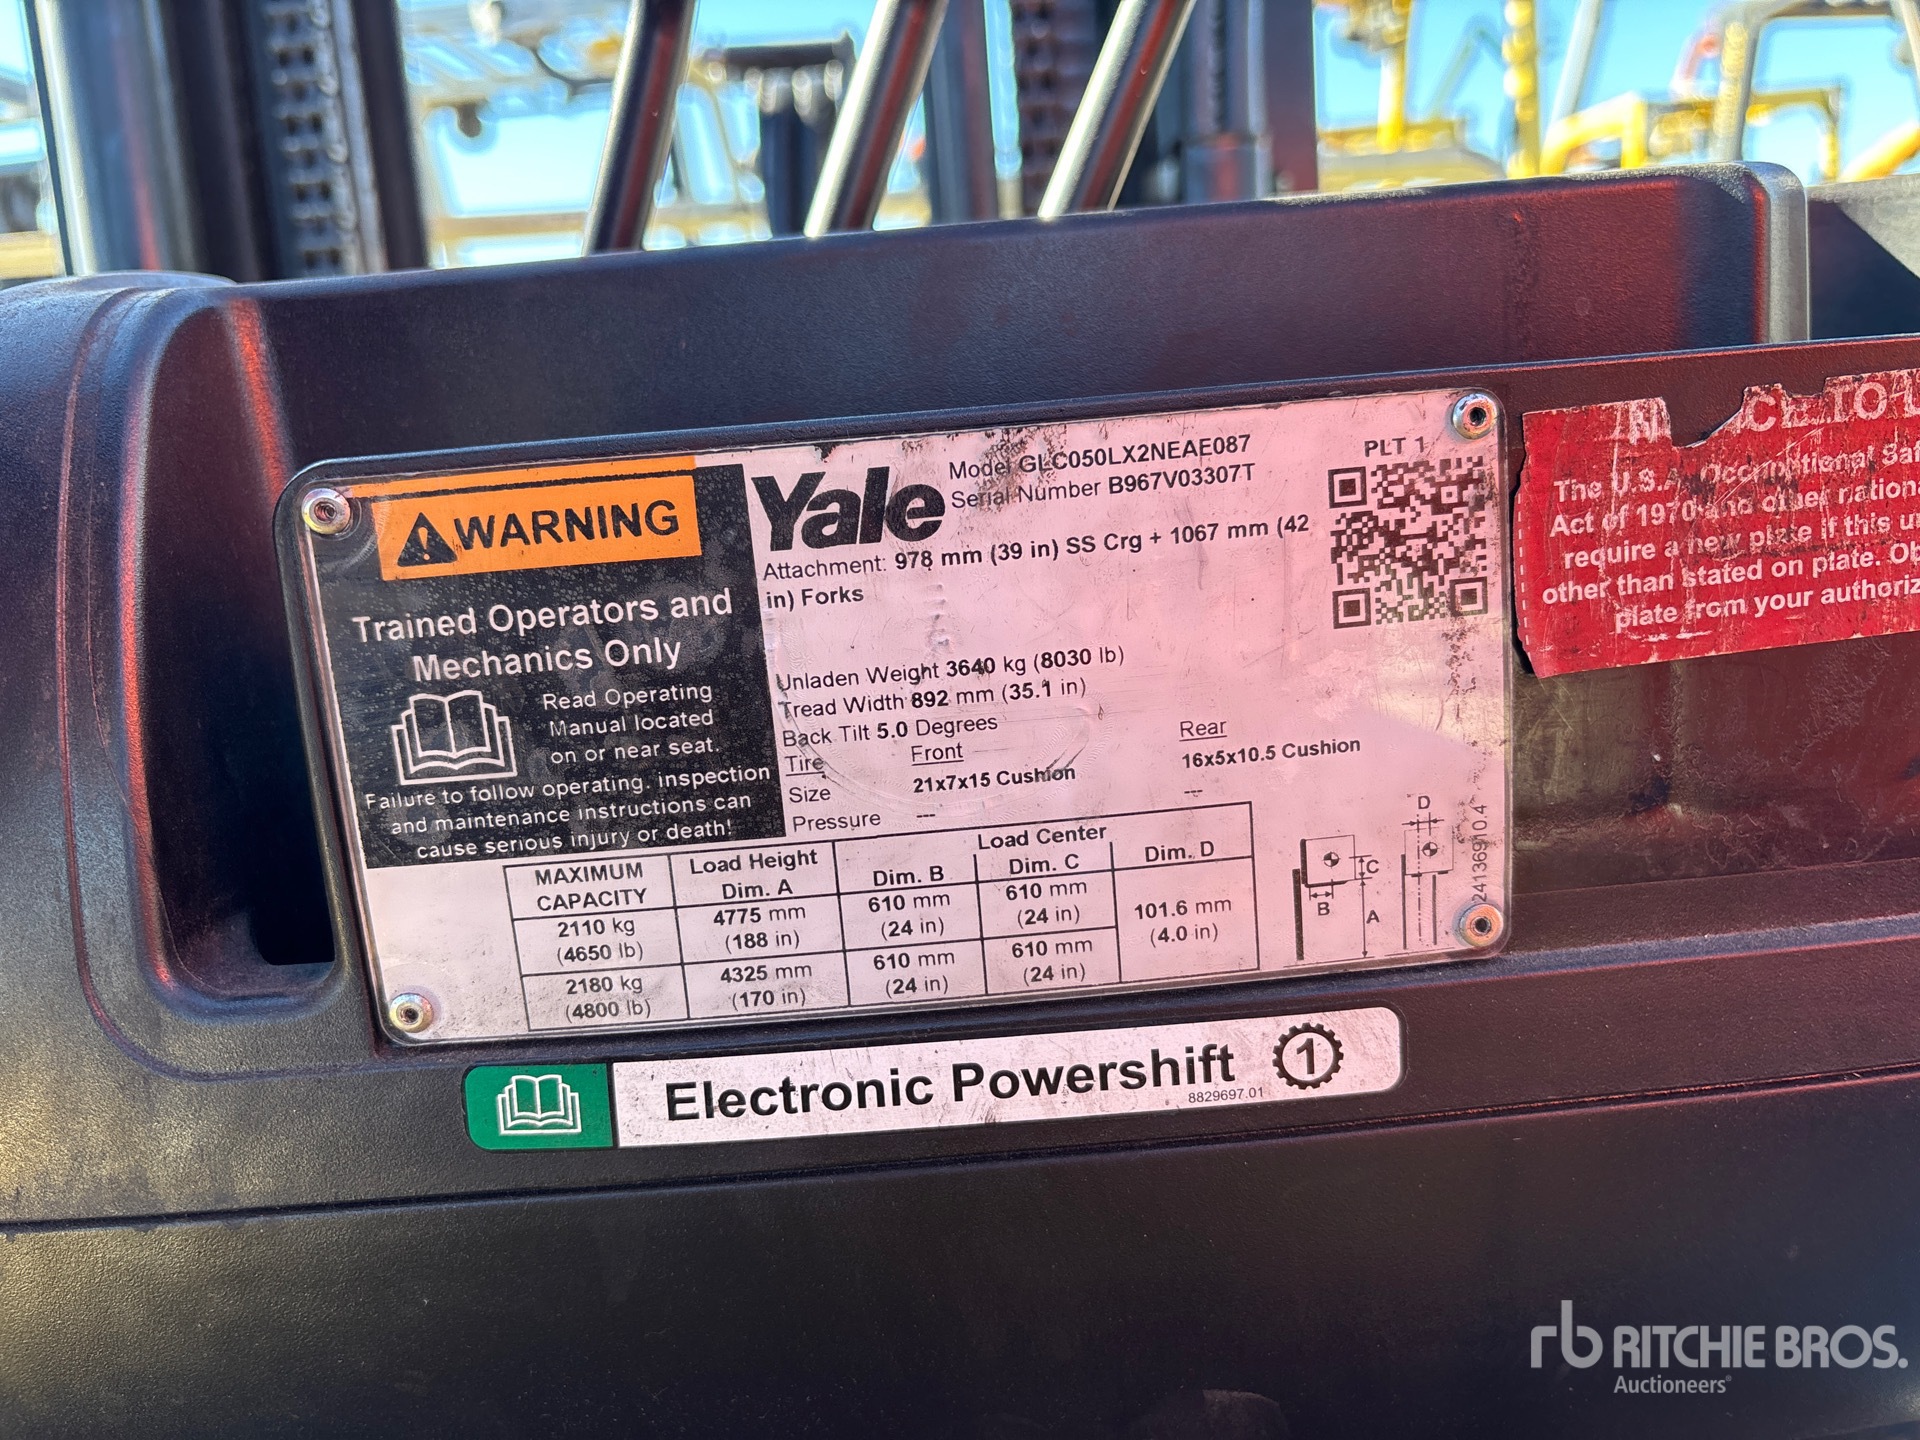 WARNING
Trained Operators and
Mechanics Only
Read Operating
Manual located
on or near seat.
Failure to follow operating, inspection
and maintenance instructions can
cause serious injury or death!
Yale
Model GLC050LX2NEAE087
Serial Number B967V03307T
Attachment: 978 mm (39 in) SS Crg + 1067 mm (42
in) Forks
PLT 1
Unladen Weight 3640 kg (8030 lb)
Tread Width 892 mm (35.1 in)
Back Tilt 5.0 Degrees
Tire Front Rear
Size 21x7x15 Cushion 16x5x10.5 Cushion
Pressure --- ---
MAXIMUM CAPACITY Load Height Dim. A Load Center Dim. B Dim. C Dim. D
2110 kg (4650 lb) 4775 mm (188 in) 610 mm (24 in) 610 mm (24 in) 101.6 mm (4.0 in)
2180 kg (4800 lb) 4325 mm (170 in) 610 mm (24 in) 610 mm (24 in)
D
C
B
A
24136910.4
Electronic Powershift 1
8829697.01
TO
The U.S.A. Occupational
Act of 1970 and other
require a new plate if this
other than stated on plate.
plate from your
rb RITCHIE BROS.
Auctioneers